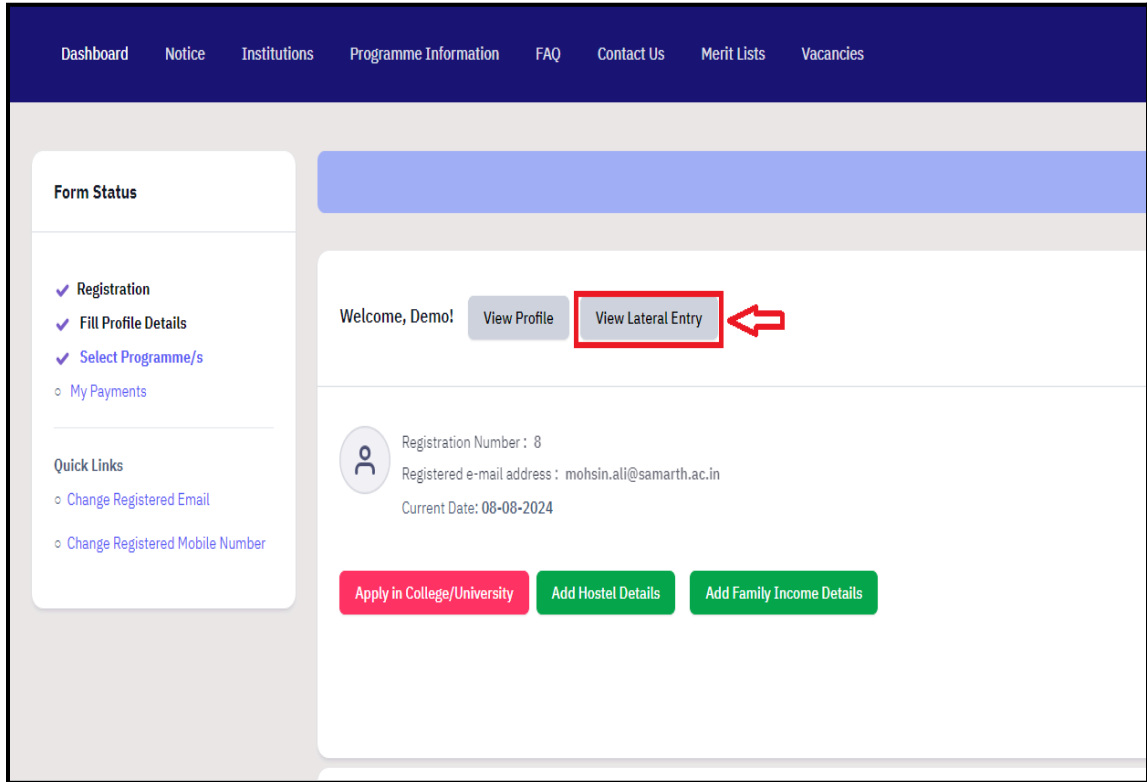 Dashboard Notice Institutions Programme Information FAQ Contact Us Merit Lists Vacancies
Form Status
Registration
Fill Profile Details
Select Programme/s
My Payments
Quick Links
Change Registered Email
Change Registered Mobile Number
Welcome, Demo! View Profile View Lateral Entry
Registration Number : 8
Registered e-mail address : mohsin.ali@samarth.ac.in
Current Date: 08-08-2024
Apply in College/University Add Hostel Details Add Family Income Details